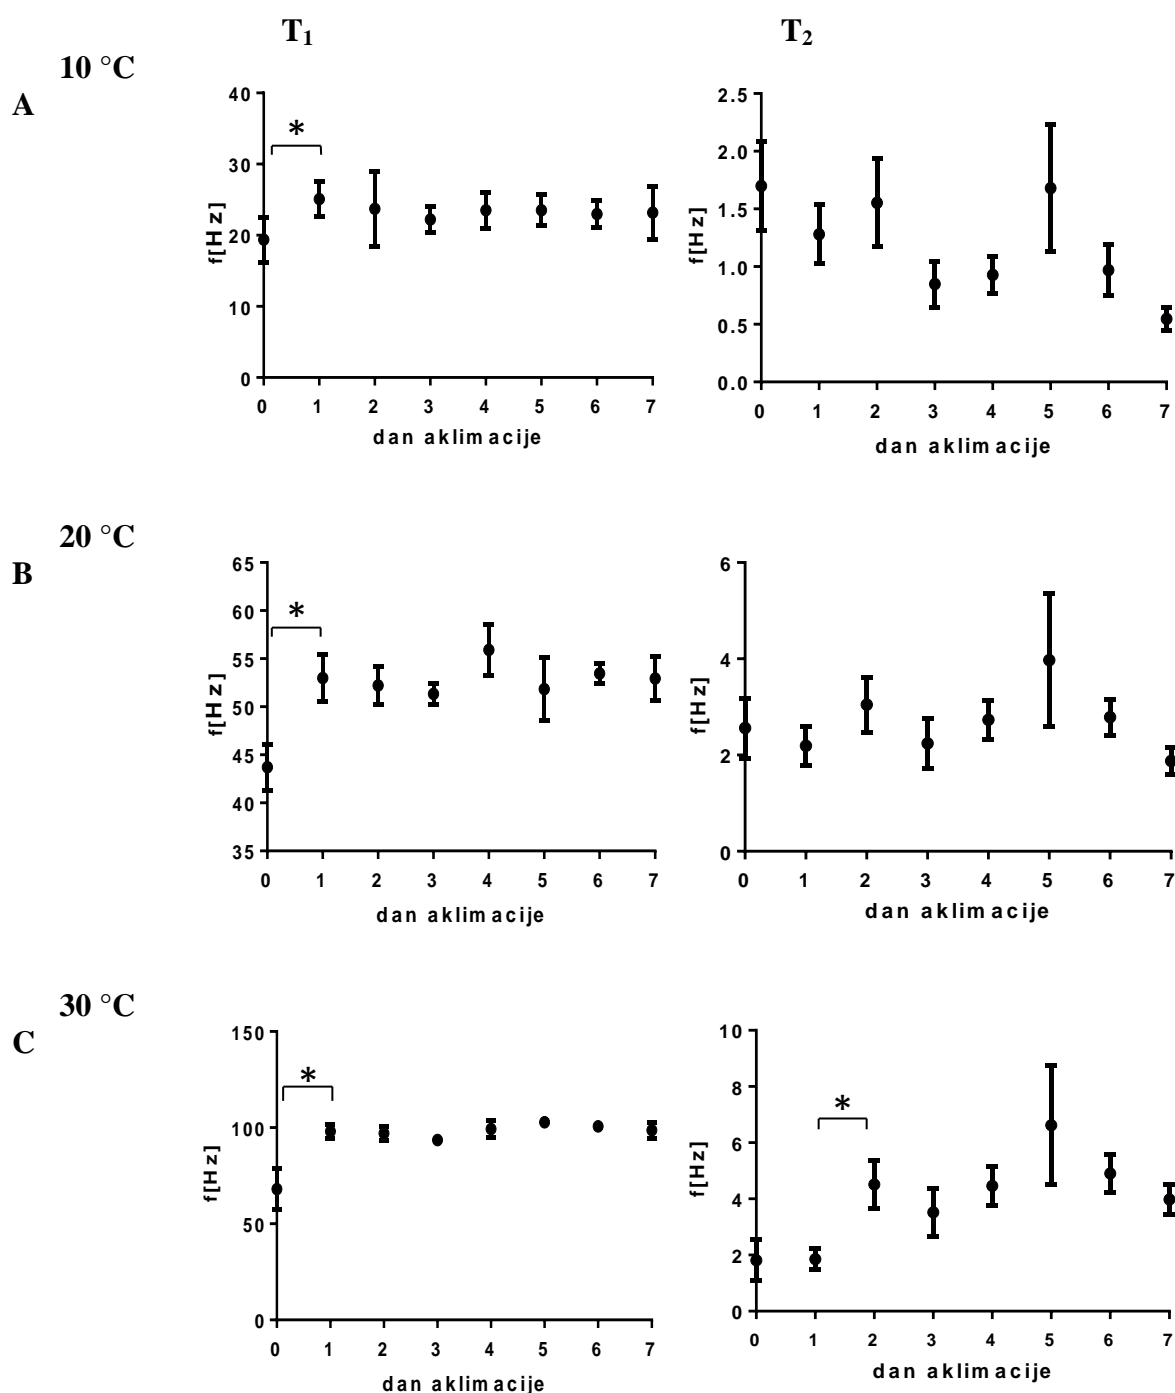 T₁ T₂
10 °C
A
40
30
20
10
0
f[Hz]
*
0 1 2 3 4 5 6 7
dan aklimacije
2.5
2.0
1.5
1.0
0.5
0.0
f[Hz]
0 1 2 3 4 5 6 7
dan aklimacije
20 °C
B
65
60
55
50
45
40
35
f[Hz]
*
0 1 2 3 4 5 6 7
dan aklimacije
6
4
2
0
f[Hz]
0 1 2 3 4 5 6 7
dan aklimacije
30 °C
C
150
100
50
0
f[Hz]
*
0 1 2 3 4 5 6 7
dan aklimacije
10
8
6
4
2
0
f[Hz]
*
0 1 2 3 4 5 6 7
dan aklimacije